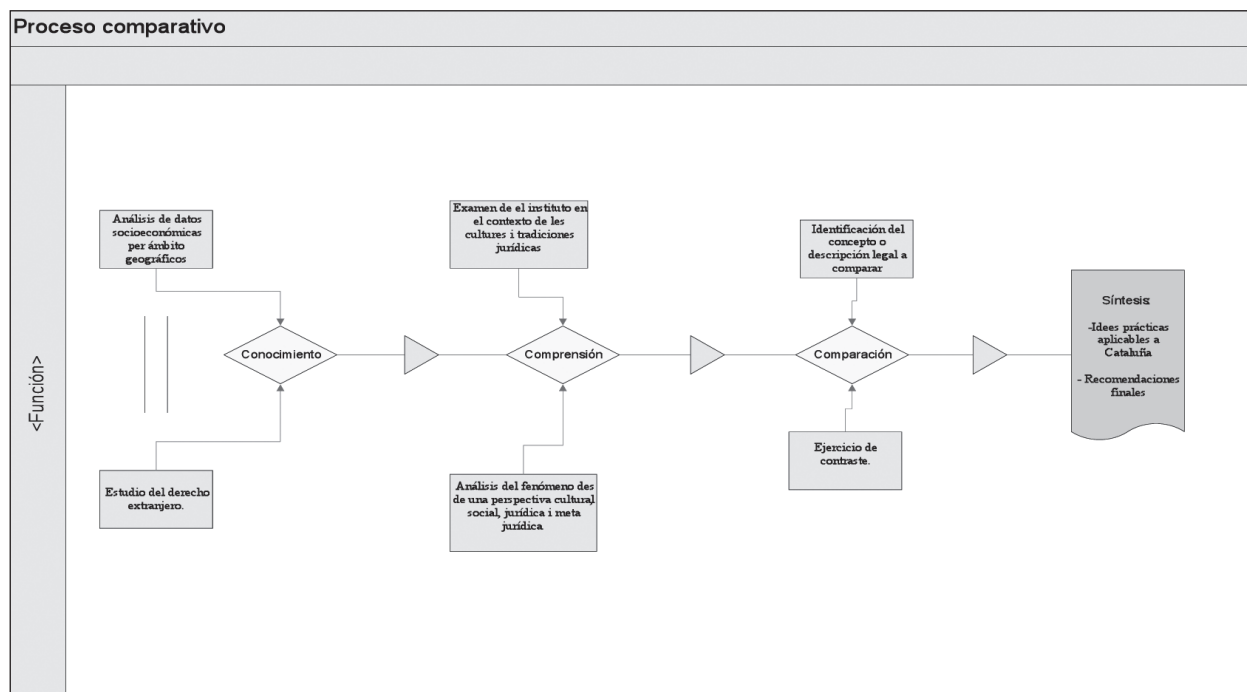 Proceso comparativo
<Función>
Análisis de datos
socioeconómicas
per ámbito
geográficos
Conocimiento
Estudio del derecho
extranjero.
Examen de el instituto en
el contexto de les
cultures i tradiciones
jurídicas
Comprensión
Análisis del fenómeno des
de una perspectiva cultural,
social, jurídica i meta
jurídica
Identificación del
concepto o
descripción legal a
comparar
Comparación
Ejercicio de
contraste.
Síntesis:
-Idees prácticas
aplicables a
Cataluña
- Recomendaciones
finales